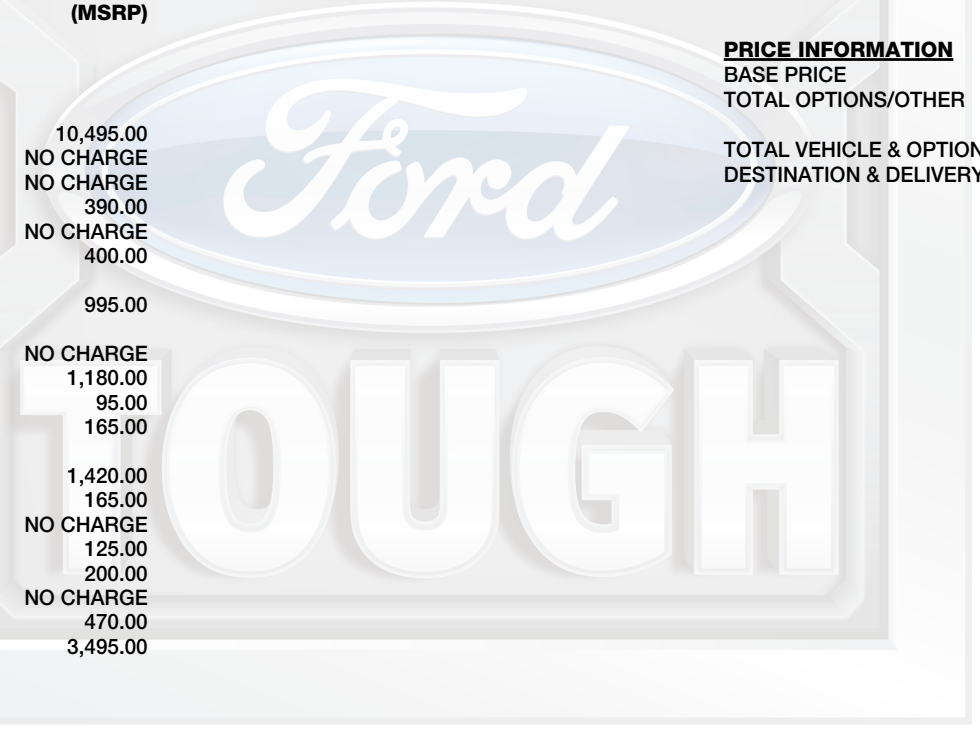 (MSRP)
10,495.00
NO CHARGE
NO CHARGE
390.00
NO CHARGE
400.00
995.00
NO CHARGE
1,180.00
95.00
165.00
1,420.00
165.00
NO CHARGE
125.00
200.00
NO CHARGE
470.00
3,495.00
PRICE INFORMATION
BASE PRICE
TOTAL OPTIONS/OTHER
TOTAL VEHICLE & OPTION
DESTINATION & DELIVERY
Ford
TOUGH